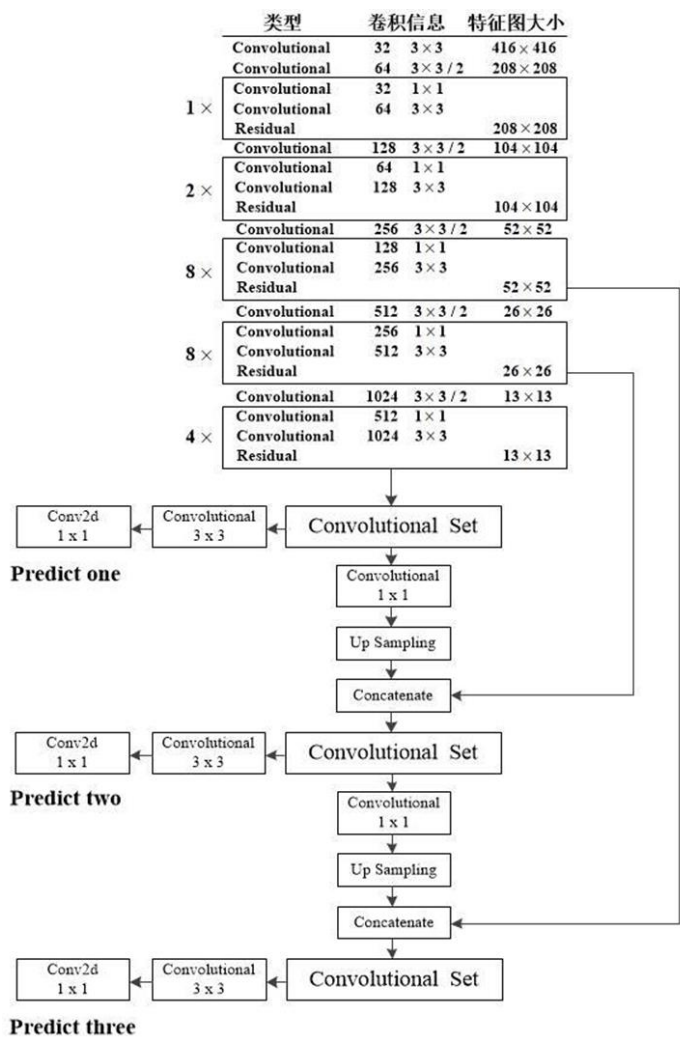 类型 卷积信息 特征图大小
Convolutional 32 3×3 416×416
Convolutional 64 3×3/2 208×208
Convolutional 32 1×1
1× Convolutional 64 3×3
Residual 208×208
Convolutional 128 3×3/2 104×104
Convolutional 64 1×1
2× Convolutional 128 3×3
Residual 104×104
Convolutional 256 3×3/2 52×52
Convolutional 128 1×1
8× Convolutional 256 3×3
Residual 52×52
Convolutional 512 3×3/2 26×26
Convolutional 256 1×1
8× Convolutional 512 3×3
Residual 26×26
Convolutional 1024 3×3/2 13×13
Convolutional 512 1×1
4× Convolutional 1024 3×3
Residual 13×13
Conv2d
1 x 1
Convolutional
3 x 3
Convolutional Set
Predict one
Convolutional
1 x 1
Up Sampling
Concatenate
Conv2d
1 x 1
Convolutional
3 x 3
Convolutional Set
Predict two
Convolutional
1 x 1
Up Sampling
Concatenate
Conv2d
1 x 1
Convolutional
3 x 3
Convolutional Set
Predict three